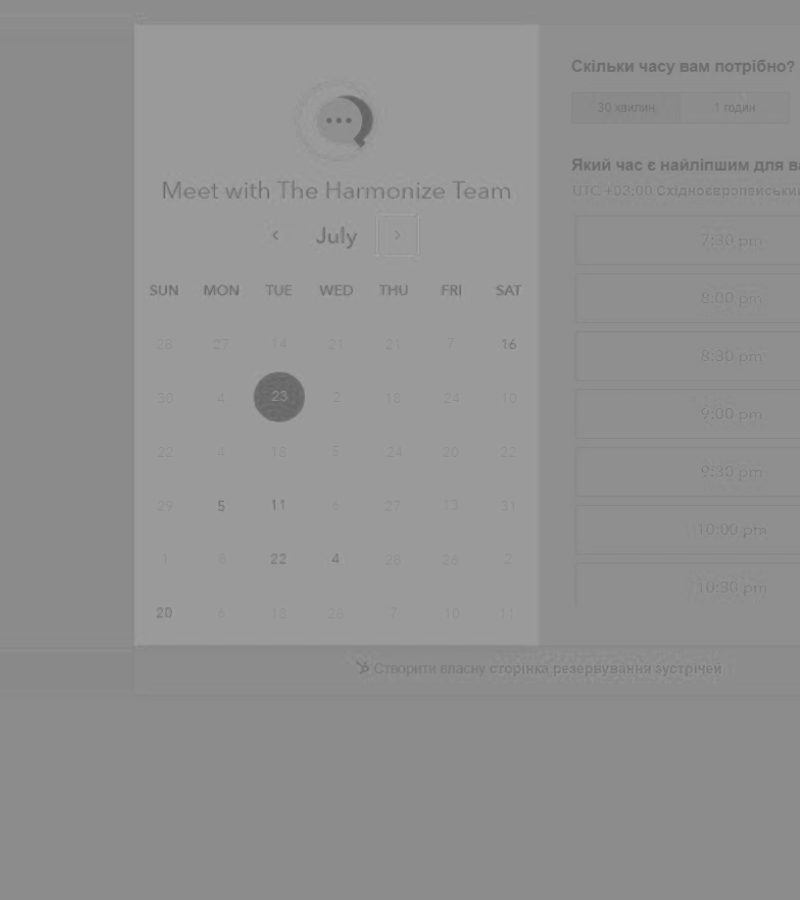 Meet with The Harmonize Team
July
SUN MON TUE WED THU FRI SAT
28 27 14 21 21 7 16
30 4 23 2 18 24 10
22 4 18 5 24 20 22
29 5 11 6 27 13 31
1 8 22 4 28 26 2
20 6 18 28 7 10 11
Скільки часу вам потрібно?
30 хвилин 1 годин
Який час є найліпшим для
UTC +03:00
7:30 pm
8:00 pm
8:30 pm
9:00 pm
9:30 pm
10:00 pm
10:30 pm
Створити власну сторінка резервування зустрічей